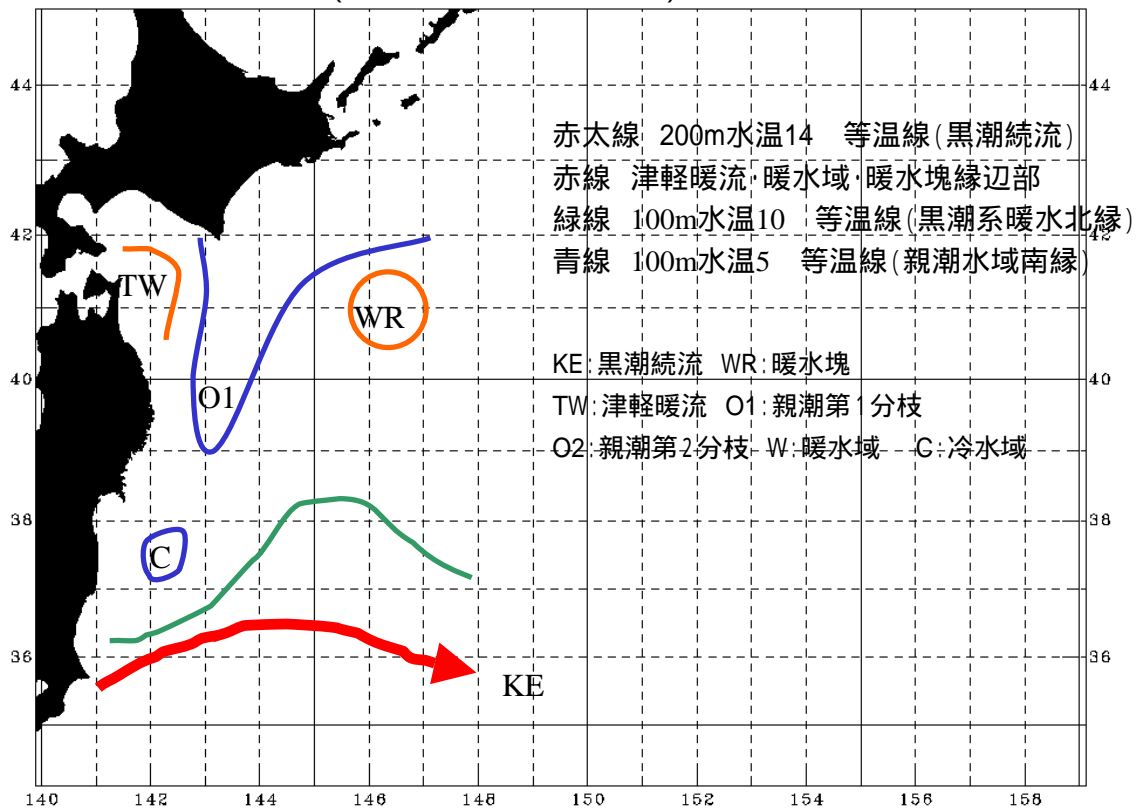 44 44
赤太線 200m水温14 等温線(黒潮続流)
赤線 津軽暖流・暖水域・暖水塊縁辺部
緑線 100m水温10 等温線(黒潮系暖水北縁)
42 42
青線 100m水温5 等温線(親潮水域南縁)
TW
WR
KE:黒潮続流 WR:暖水塊
40 40
O1
TW:津軽暖流 O1:親潮第1分枝
O2:親潮第2分枝 W:暖水域 C:冷水域
38 38
C
36 36
KE
140 142 144 146 148 150 152 154 156 158